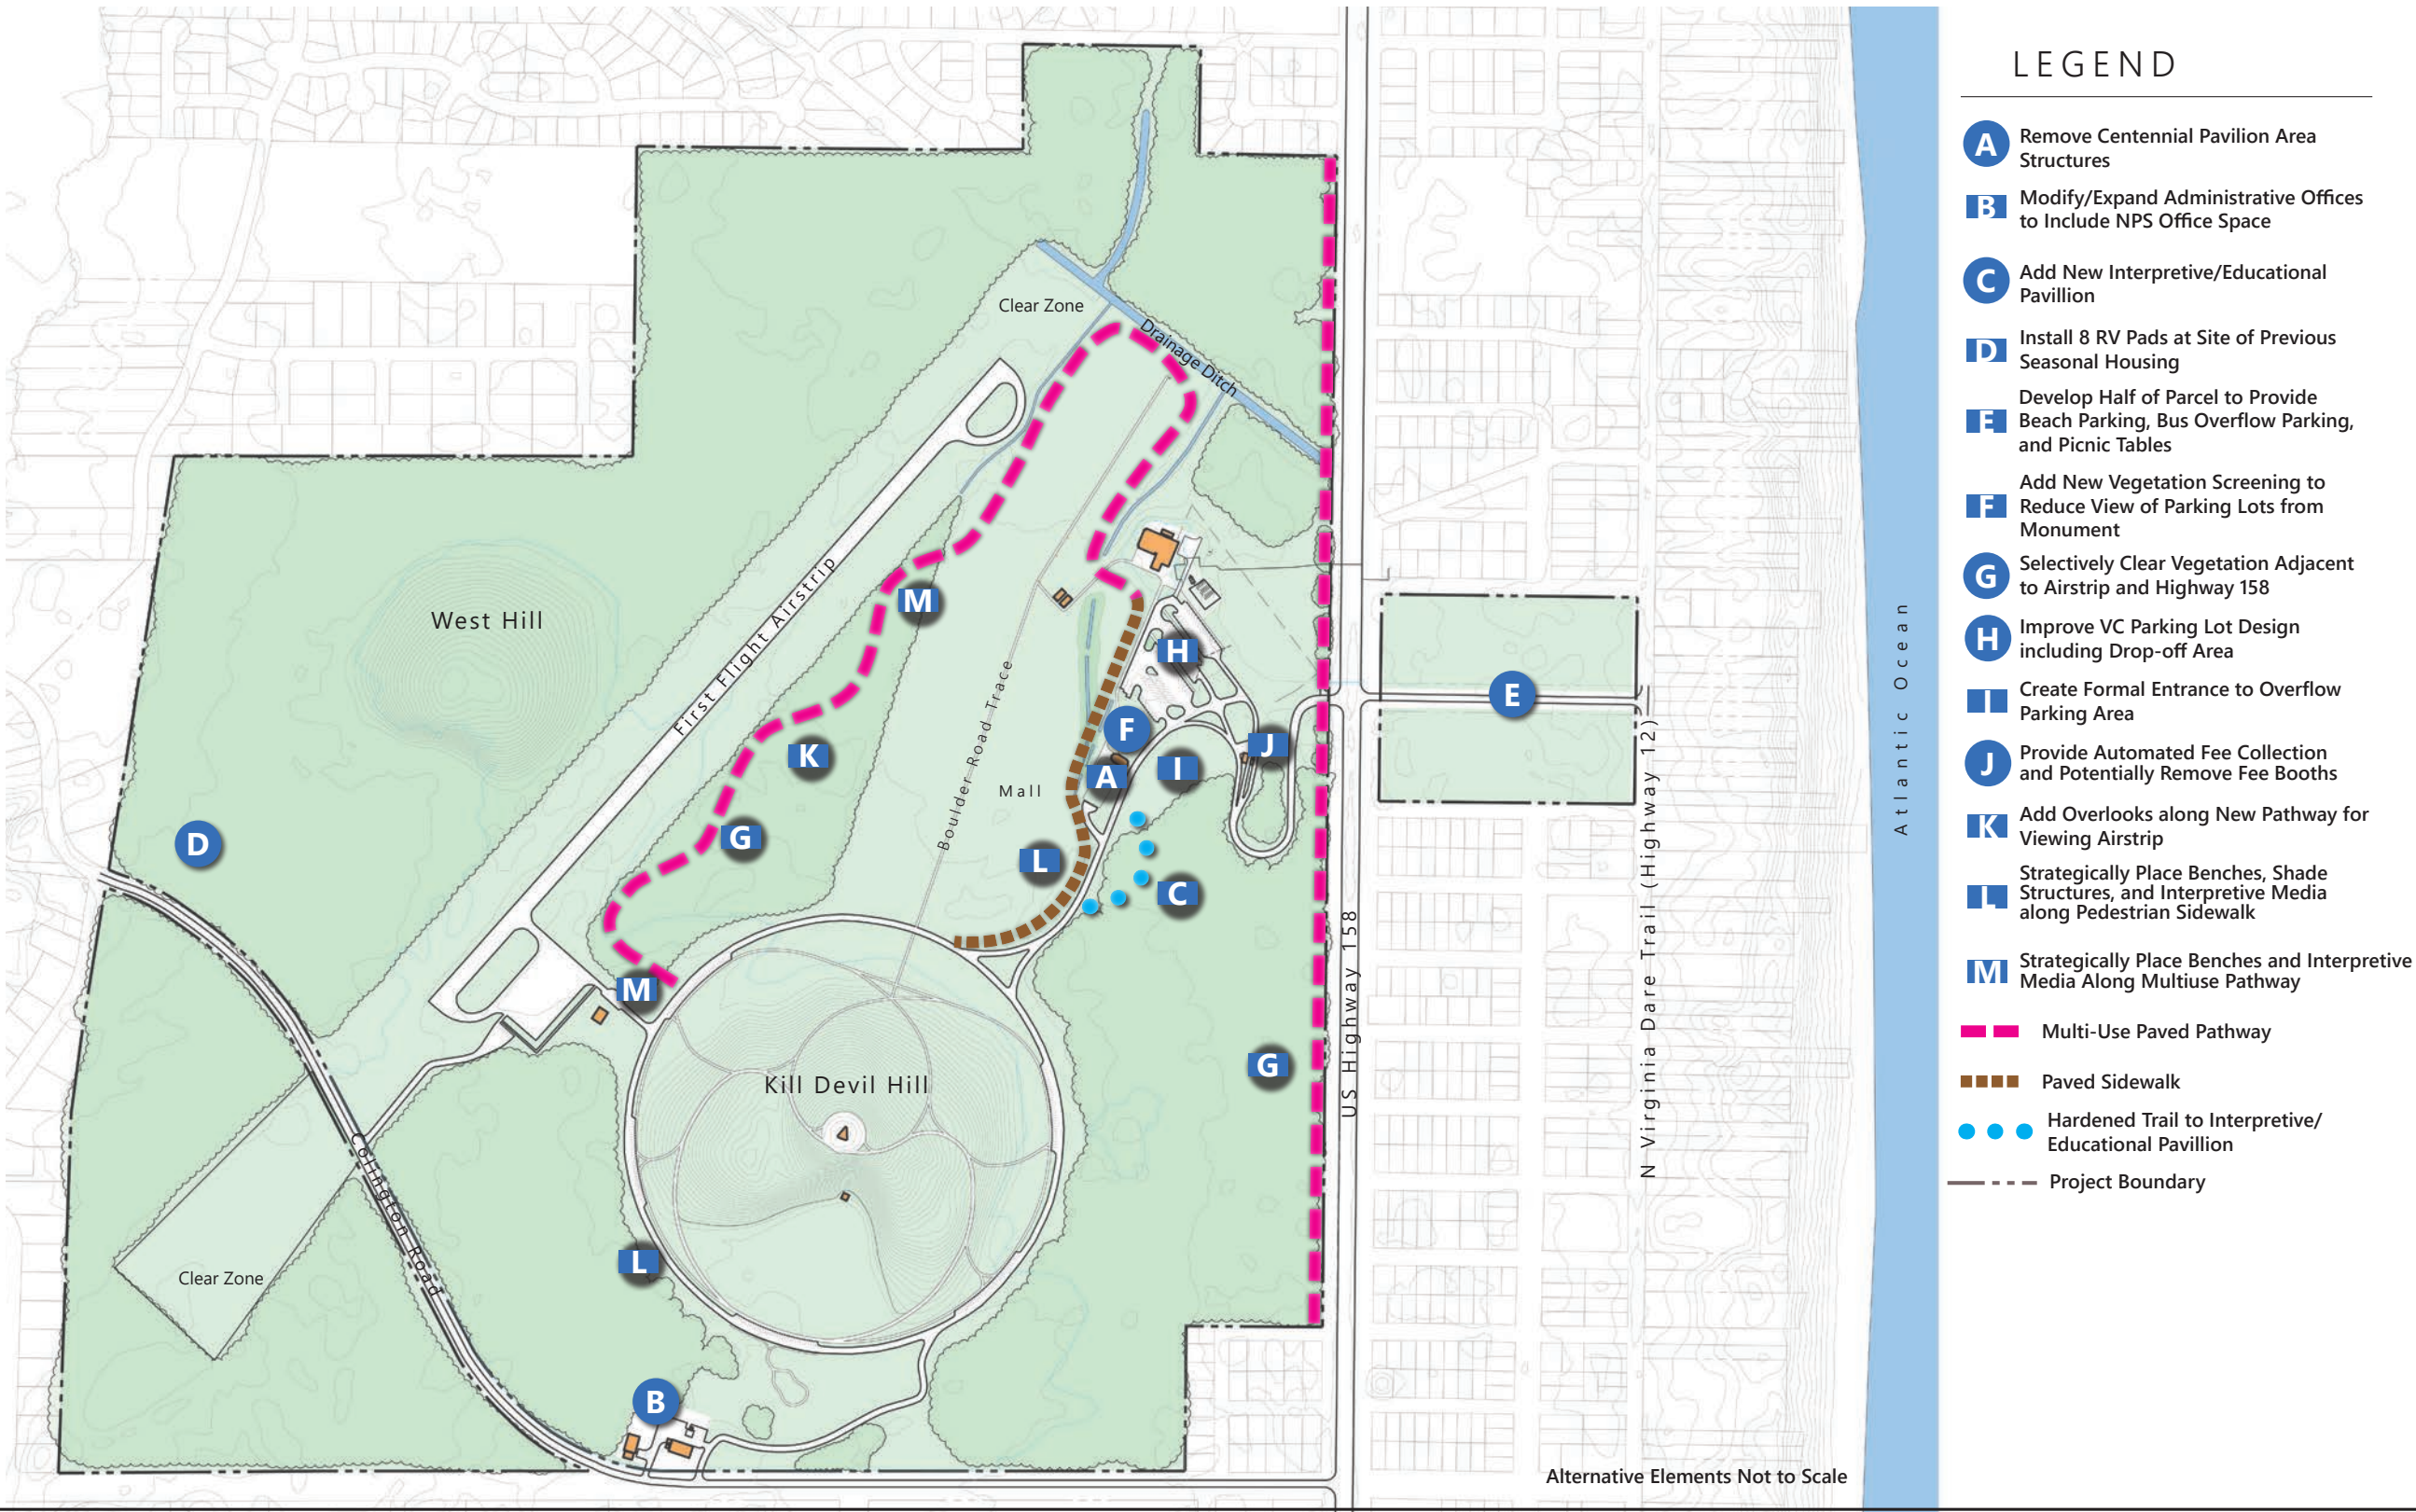 LEGEND
A Remove Centennial Pavilion Area
Structures
B Modify/Expand Administrative Offices
to Include NPS Office Space
C Add New Interpretive/Educational
Pavillion
D Install 8 RV Pads at Site of Previous
Seasonal Housing
E Develop Half of Parcel to Provide
Beach Parking, Bus Overflow Parking,
and Picnic Tables
F Add New Vegetation Screening to
Reduce View of Parking Lots from
Monument
G Selectively Clear Vegetation Adjacent
to Airstrip and Highway 158
H Improve VC Parking Lot Design
including Drop-off Area
I Create Formal Entrance to Overflow
Parking Area
J Provide Automated Fee Collection
and Potentially Remove Fee Booths
K Add Overlooks along New Pathway for
Viewing Airstrip
L Strategically Place Benches, Shade
Structures, and Interpretive Media
along Pedestrian Sidewalk
M Strategically Place Benches and Interpretive
Media Along Multiuse Pathway
Multi-Use Paved Pathway
Paved Sidewalk
Hardened Trail to Interpretive/
Educational Pavillion
Project Boundary
Clear Zone
Drainage Ditch
West Hill
First Flight Airstrip
M
H
Boulder Road Trace
E
F
J
K
I
A
Mall
G
D
L
C
M
G
Kill Devil Hill
US Highway 158
N Virginia Dare Trail (Highway 12)
Atlantic Ocean
Colington Road
L
Clear Zone
B
Alternative Elements Not to Scale